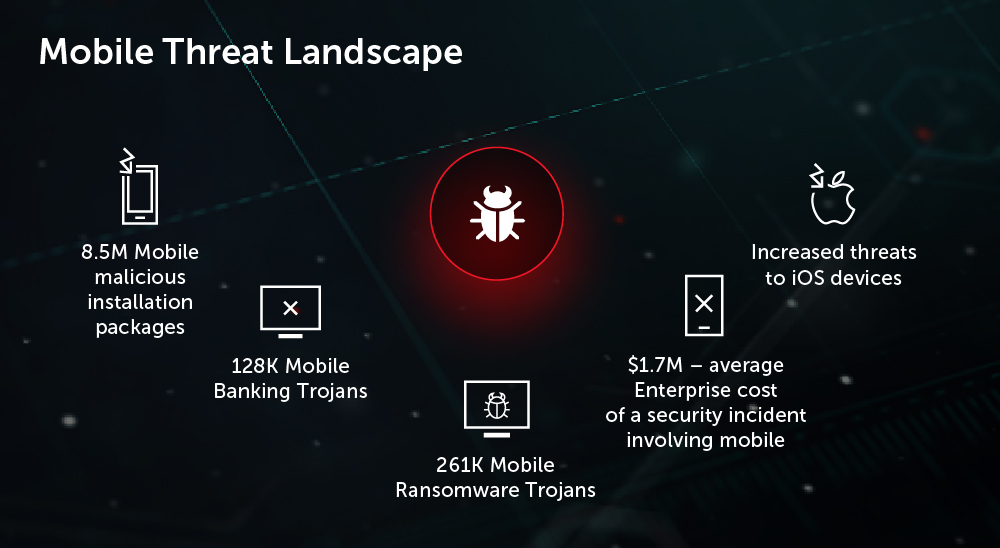 Mobile Threat Landscape
8.5M Mobile
malicious
installation
packages
128K Mobile
Banking Trojans
261K Mobile
Ransomware Trojans
$1.7M – average
Enterprise cost
of a security incident
involving mobile
Increased threats
to iOS devices